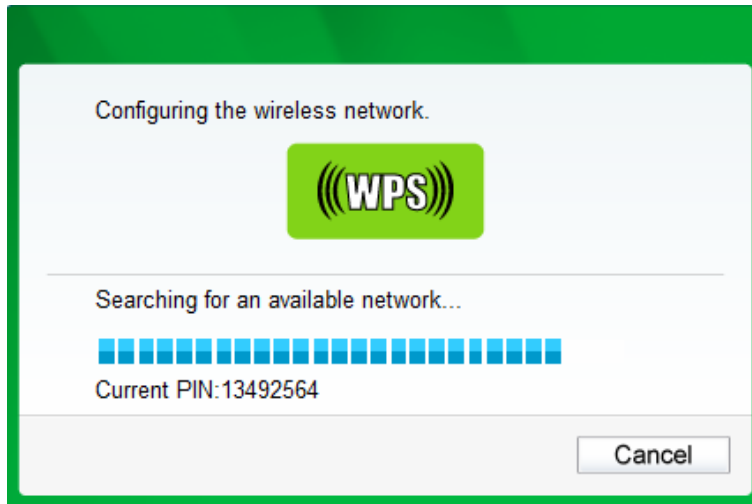 Configuring the wireless network.
WPS
Searching for an available network...
Current PIN:13492564
Cancel